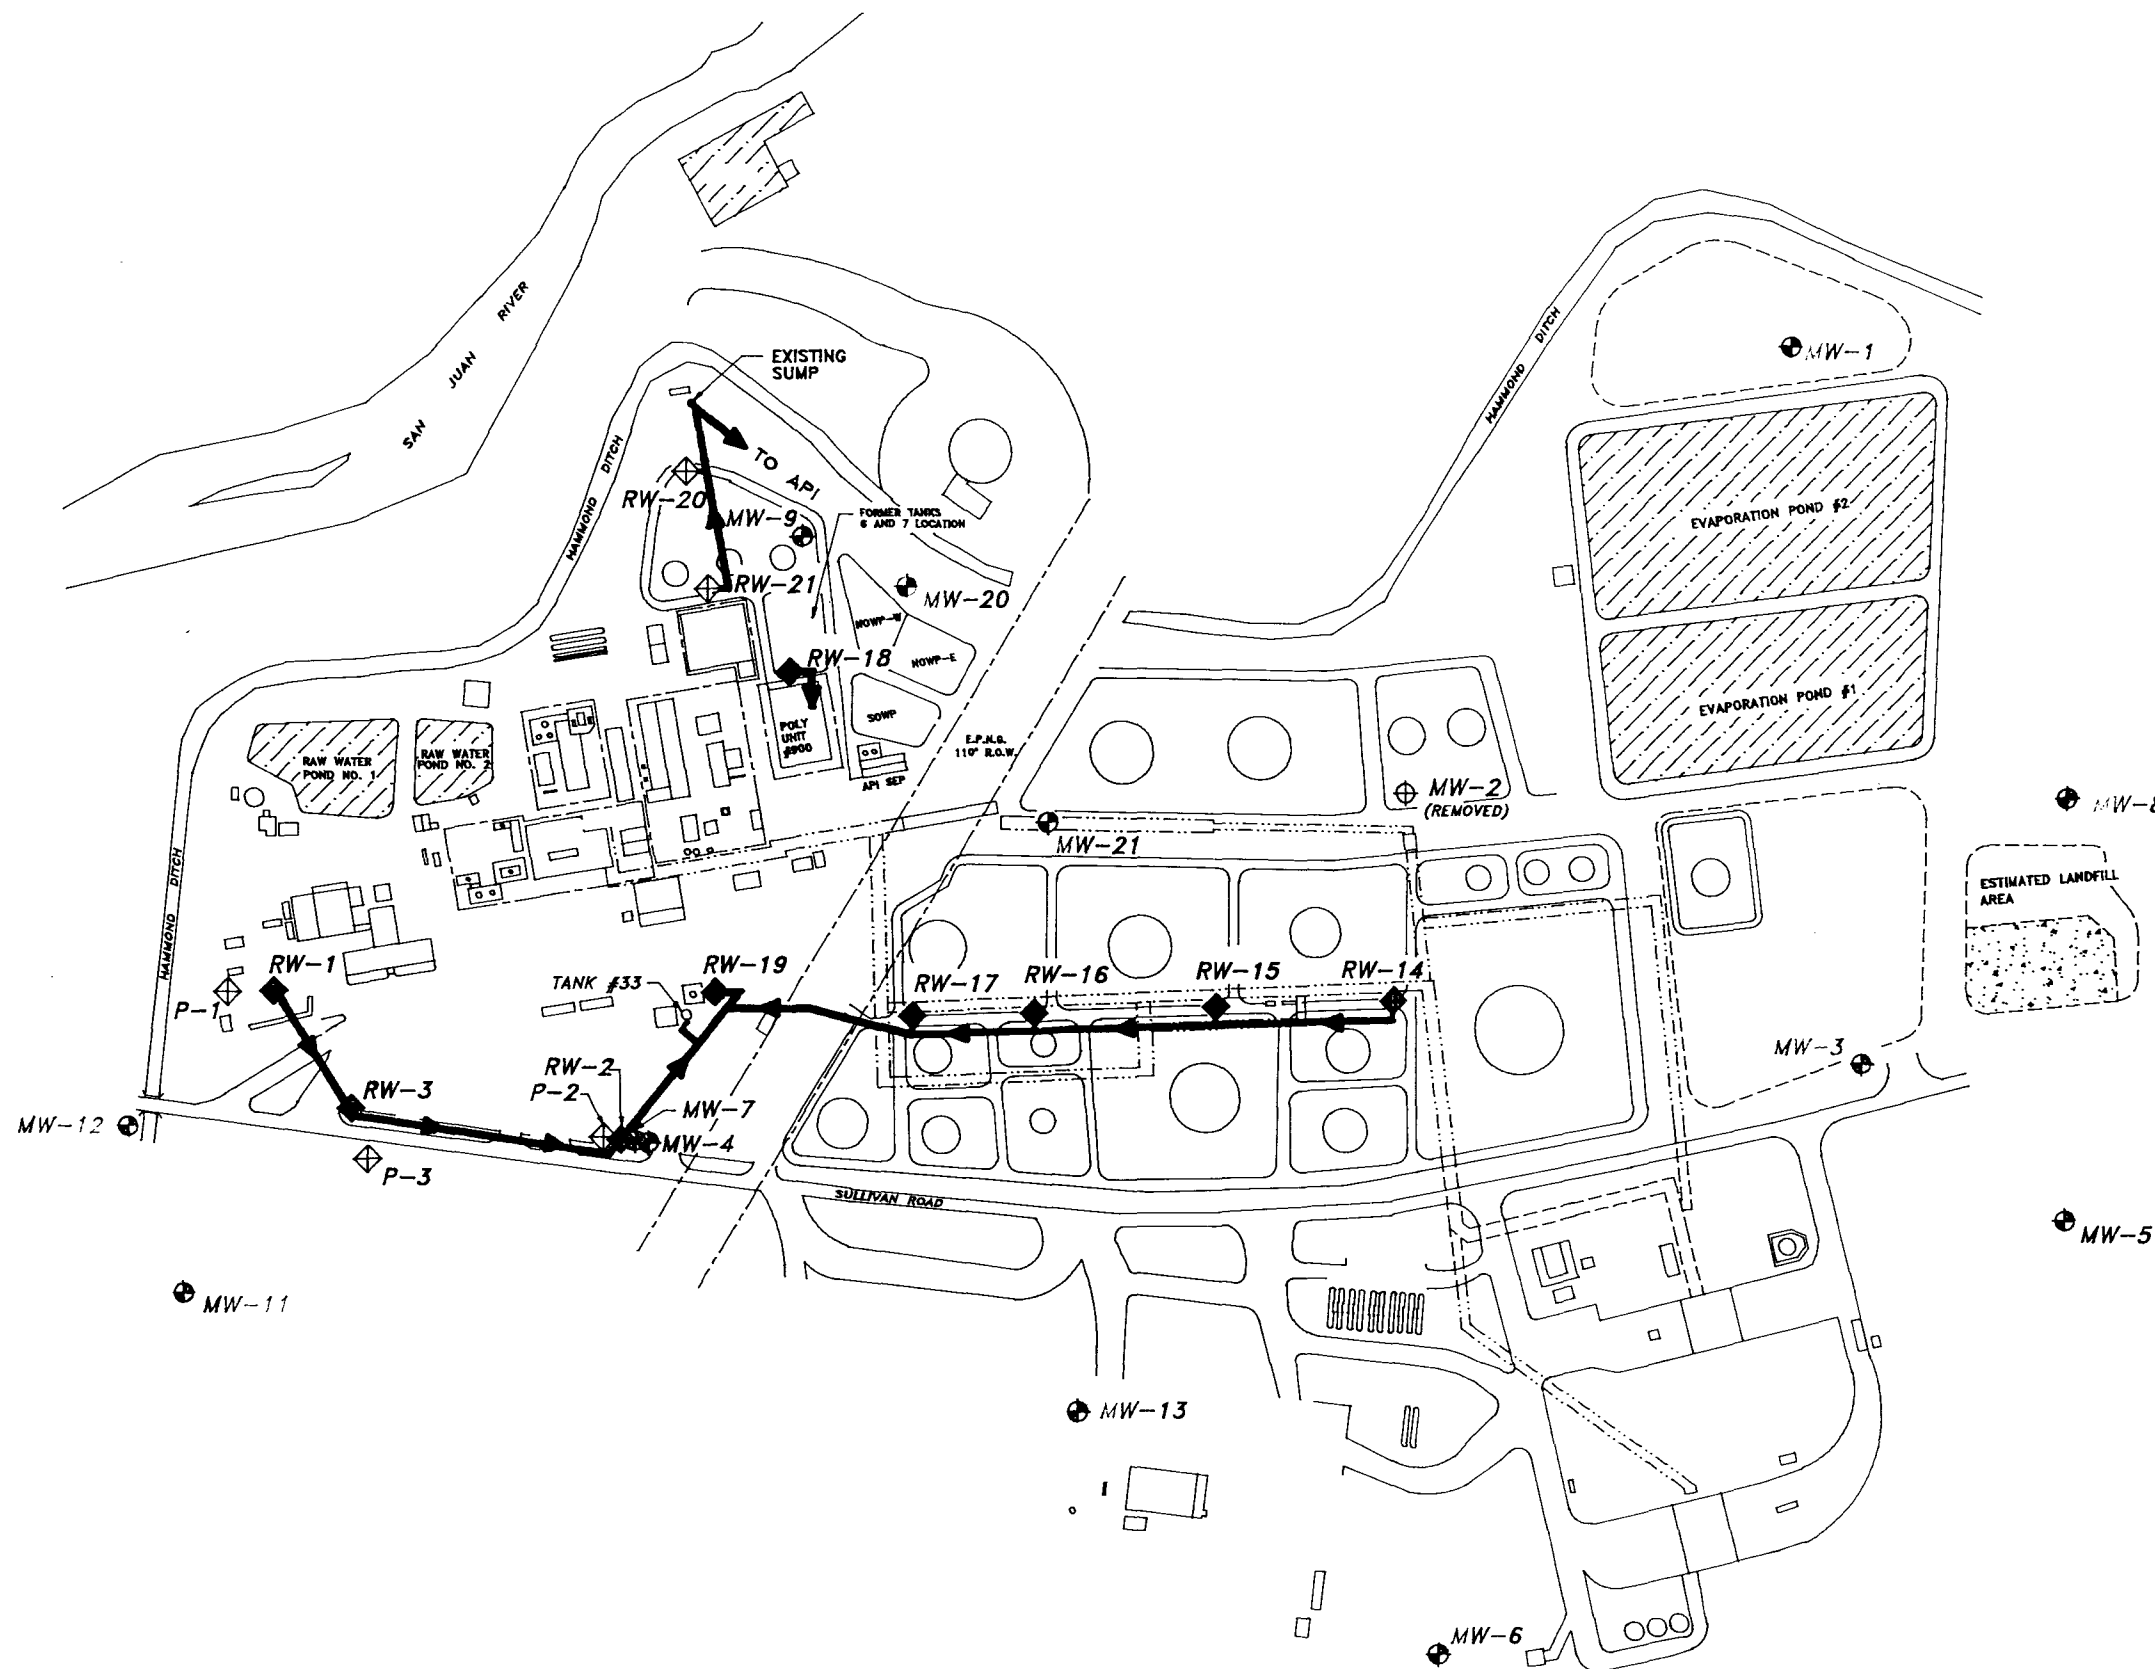 SAN JUAN RIVER
HAMMOND DITCH
EXISTING
SUMP
TO API
RW-20
MW-9
FORMER TANKS
6 AND 7 LOCATION
RW-21
MW-20
HAMMOND DITCH
NOWP-W
NOWP-E
RW-18
SOWP
POLY
UNIT
E.P.N.G.
110' R.O.W.
API SEP
RAW WATER
POND NO. 1
RAW WATER
POND NO. 2
HAMMOND DITCH
MW-1
EVAPORATION POND #2
EVAPORATION POND #1
MW-2
(REMOVED)
MW-8
MW-21
ESTIMATED LANDFILL
AREA
RW-1
P-1
TANK #33
RW-19
RW-17
RW-16
RW-15
RW-14
MW-3
RW-3
RW-2
P-2
MW-7
MW-4
MW-12
P-3
SULLIVAN ROAD
MW-5
MW-11
MW-13
MW-6